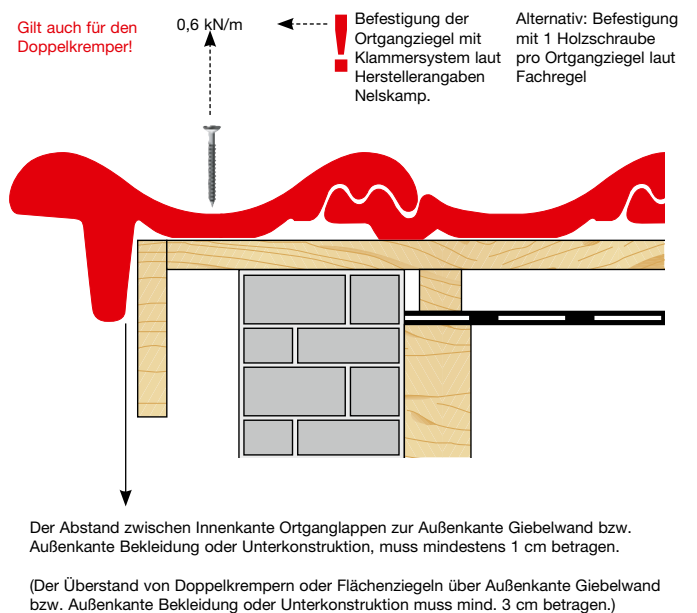 Gilt auch für den
Doppelkremper!
0,6 kN/m
Befestigung der
Ortgangziegel mit
Klammersystem laut
Herstellerangaben
Nelskamp.
Alternativ: Befestigung
mit 1 Holzschraube
pro Ortgangziegel laut
Fachregel
Der Abstand zwischen Innenkante Ortganglappen zur Außenkante Giebelwand bzw.
Außenkante Bekleidung oder Unterkonstruktion, muss mindestens 1 cm betragen.
(Der Überstand von Doppelkrempern oder Flächenziegeln über Außenkante Giebelwand
bzw. Außenkante Bekleidung oder Unterkonstruktion muss mind. 3 cm betragen.)